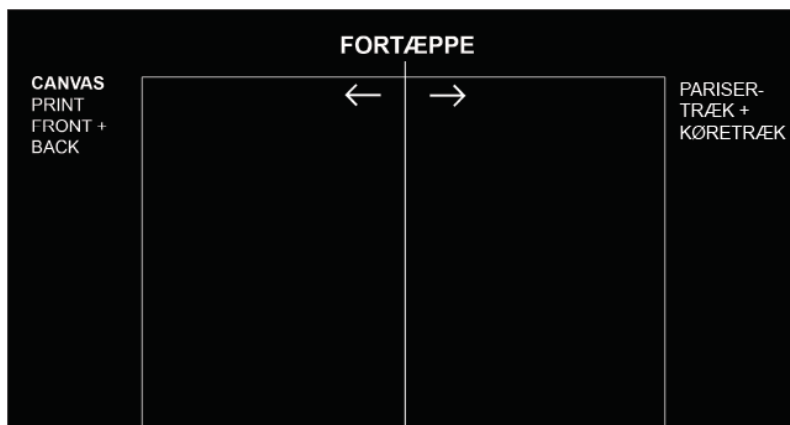 FORTÆPPE
CANVAS
PRINT
FRONT +
BACK
PARISER-
TRÆK +
KØRETRÆK